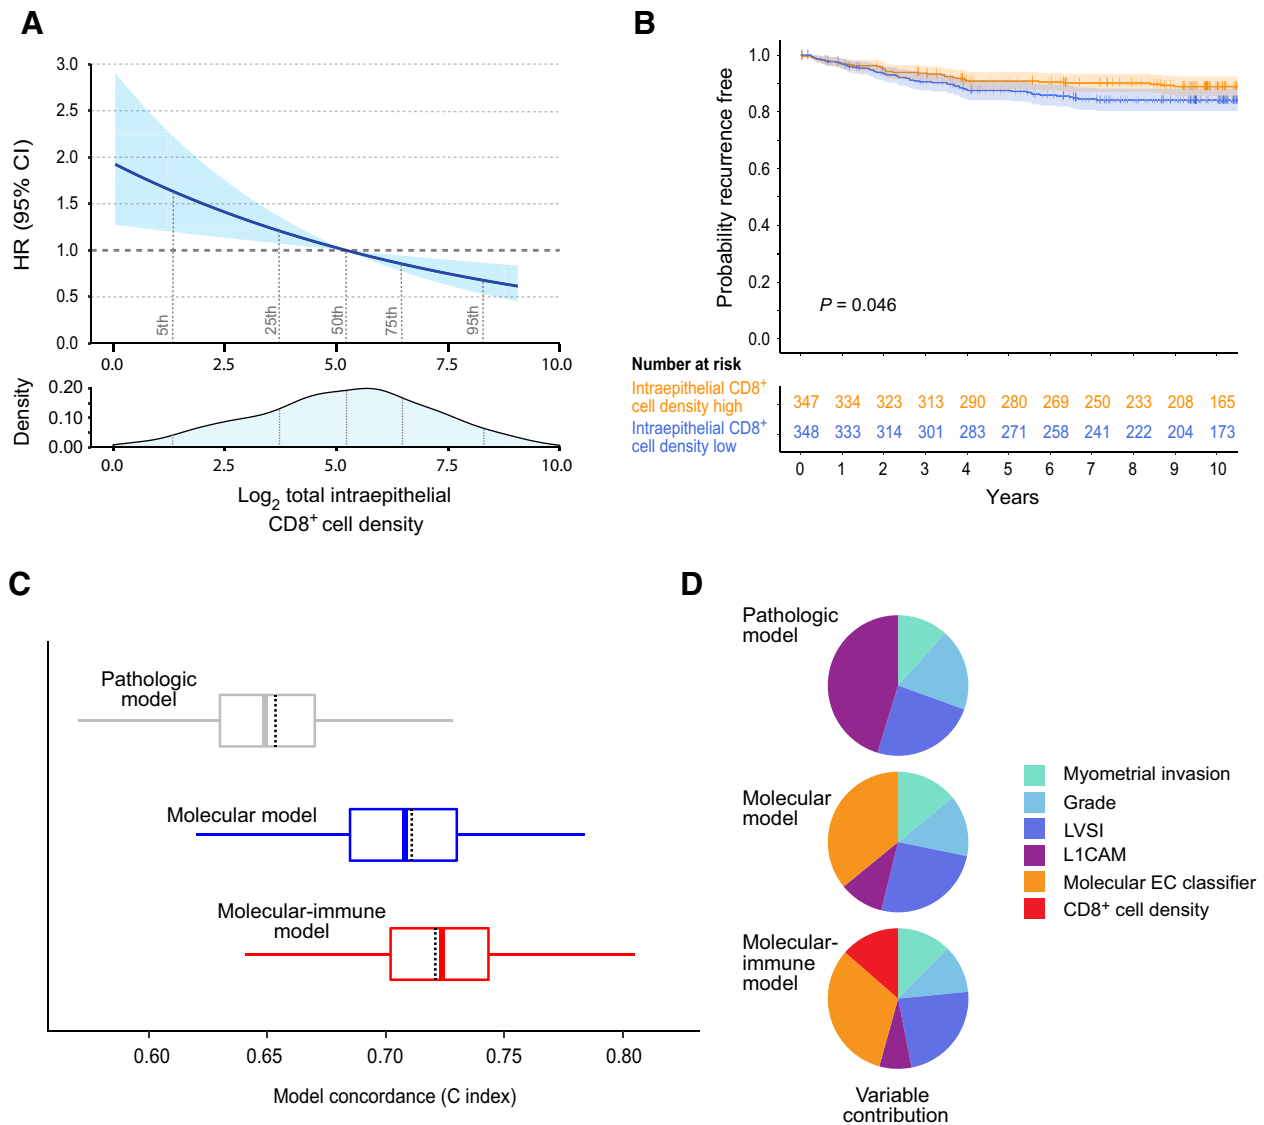 A
HR (95% CI)
3.0
2.5
2.0
1.5
1.0
0.5
0.0
5th
25th
50th
75th
95th
0.0 2.5 5.0 7.5 10.0
Density
0.20
0.10
0.00
0.0 2.5 5.0 7.5 10.0
Log2 total intraepithelial
CD8+ cell density
B
Probability recurrence free
1.0
0.8
0.6
0.4
0.2
0.0
P = 0.046
Number at risk
Intraepithelial CD8+
cell density high
347 334 323 313 290 280 269 250 233 208 165
Intraepithelial CD8+
cell density low
348 333 314 301 283 271 258 241 222 204 173
0 1 2 3 4 5 6 7 8 9 10
Years
C
Pathologic
model
Molecular model
Molecular-immune
model
0.60 0.65 0.70 0.75 0.80
Model concordance (C index)
D
Pathologic
model
Molecular
model
Molecular-
immune
model
Variable
contribution
Myometrial invasion
Grade
LVSI
L1CAM
Molecular EC classifier
CD8+ cell density